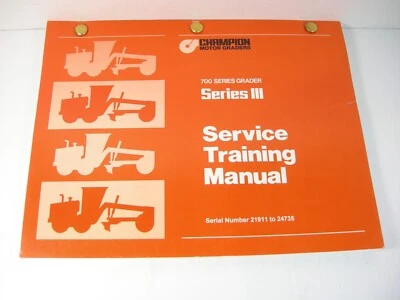 CHAMPION
MOTOR GRADERS
700 SERIES GRADER
Series III
Service
Training
Manual
Serial Number 21911 to 24735